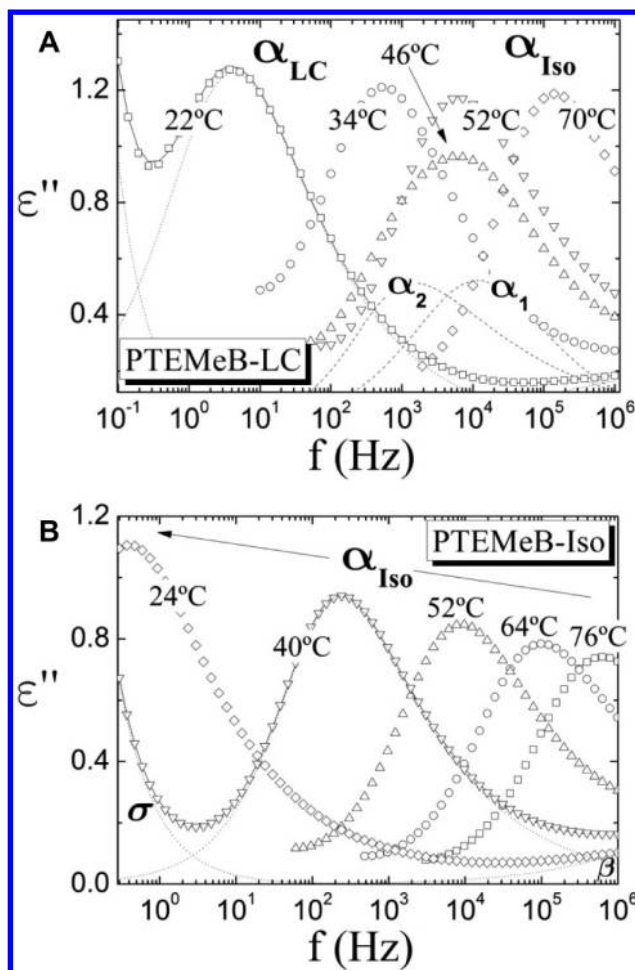 A
α_LC
46ºC
α_Iso
22ºC
34ºC
52ºC
70ºC
1.2
0.8
0.4
ε''
α_2
α_1
PTEMeB-LC
10^-1 10^0 10^1 10^2 10^3 10^4 10^5 10^6
f (Hz)
B
PTEMeB-Iso
α_Iso
24ºC
40ºC
52ºC
64ºC
76ºC
1.2
0.8
0.4
0.0
ε''
σ
β
10^0 10^1 10^2 10^3 10^4 10^5 10^6
f (Hz)